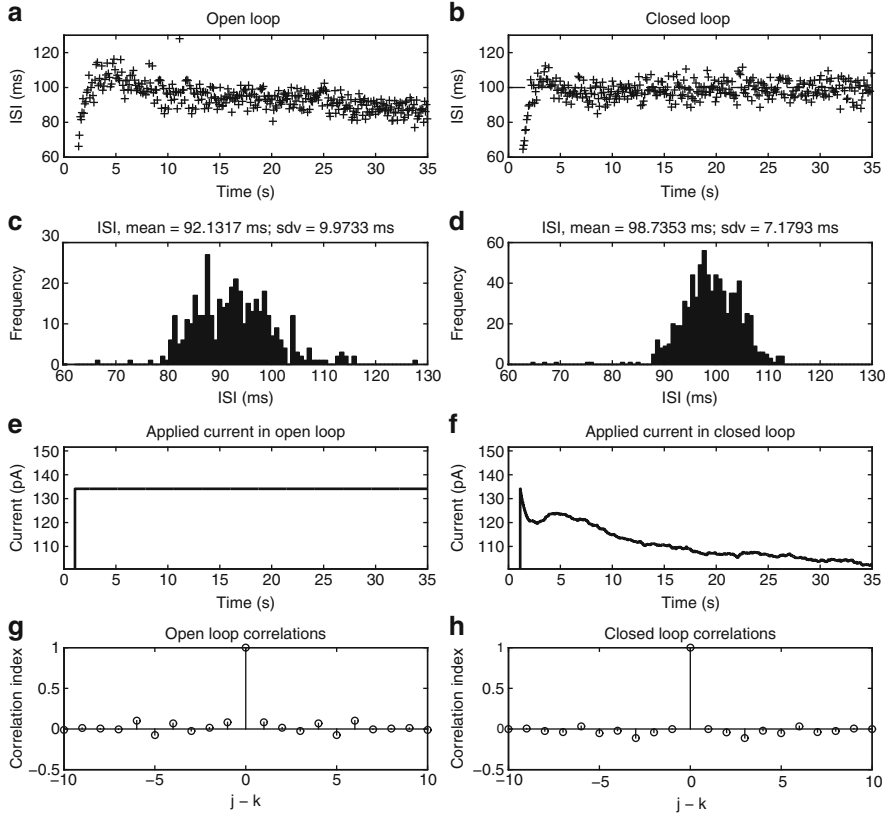 a
Open loop
ISI (ms)
120
100
80
60
0 5 10 15 20 25 30 35
Time (s)
b
Closed loop
ISI (ms)
120
100
80
60
0 5 10 15 20 25 30 35
Time (s)
c
ISI, mean = 92.1317 ms; sdv = 9.9733 ms
Frequency
30
20
10
0
60 70 80 90 100 110 120 130
ISI (ms)
d
ISI, mean = 98.7353 ms; sdv = 7.1793 ms
Frequency
60
40
20
0
60 70 80 90 100 110 120 130
ISI (ms)
e
Applied current in open loop
Current (pA)
150
140
130
120
110
0 5 10 15 20 25 30 35
Time (s)
f
Applied current in closed loop
Current (pA)
150
140
130
120
110
0 5 10 15 20 25 30 35
Time (s)
g
Open loop correlations
Correlation index
1
0.5
0
−0.5
−10 −5 0 5 10
j − k
h
Closed loop correlations
Correlation index
1
0.5
0
−0.5
−10 −5 0 5 10
j − k